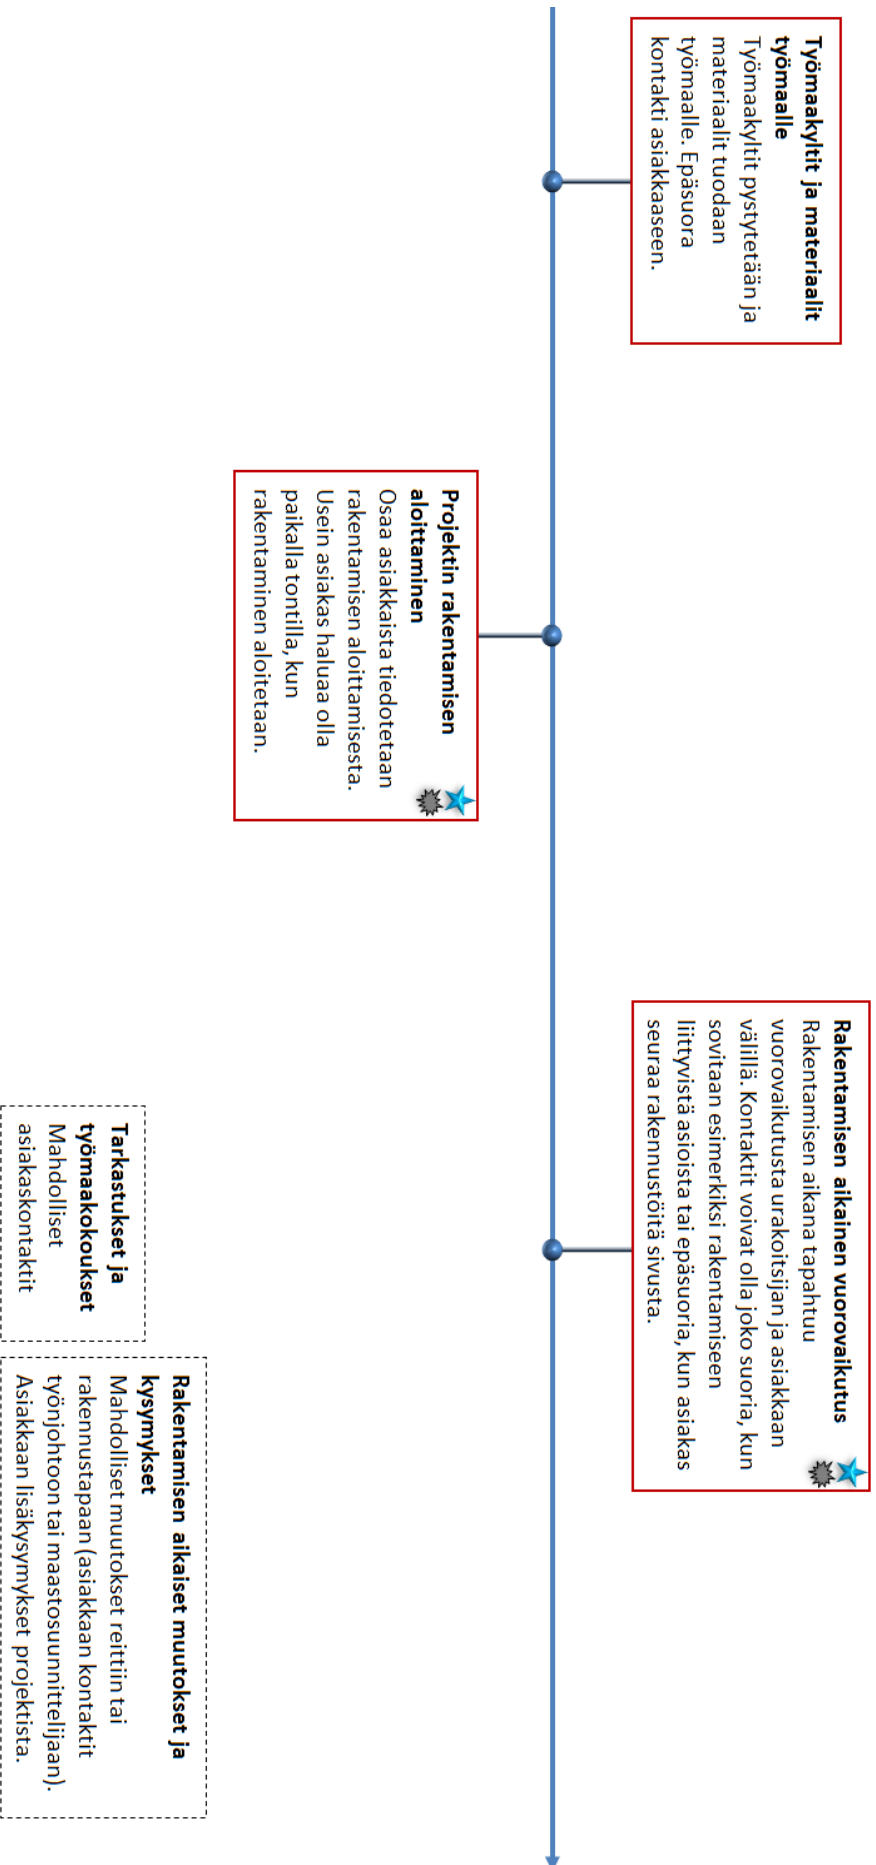 Työmaakyltit ja materiaalit
työmaalle
Työmaakyltit pystytetään ja
materiaalit tuodaan
työmaalle. Epäsuora
kontakti asiakkaaseen.
Projektin rakentamisen
aloittaminen
Osaa asiakkaista tiedotetaan
rakentamisen aloittamisesta.
Usein asiakas haluaa olla
paikalla tontilla, kun
rakentaminen aloitetaan.
Rakentamisen aikainen vuorovaikutus
Rakentamisen aikana tapahtuu
vuorovaikutusta urakoitsijan ja asiakkaan
välillä. Kontaktit voivat olla joko suoria, kun
sovitaan esimerkiksi rakentamiseen
liittyvistä asioista tai epäsuoria, kun asiakas
seuraa rakennustöitä sivusta.
Tarkastukset ja
työmaakokoukset
Mahdolliset
asiakaskontaktit
Rakentamisen aikaiset muutokset ja
kysymykset
Mahdolliset muutokset reittiin tai
rakennustapaan (asiakkaan kontaktit
työnjohtoon tai maastosuunnittelijaan).
Asiakkaan lisäkysymykset projektista.